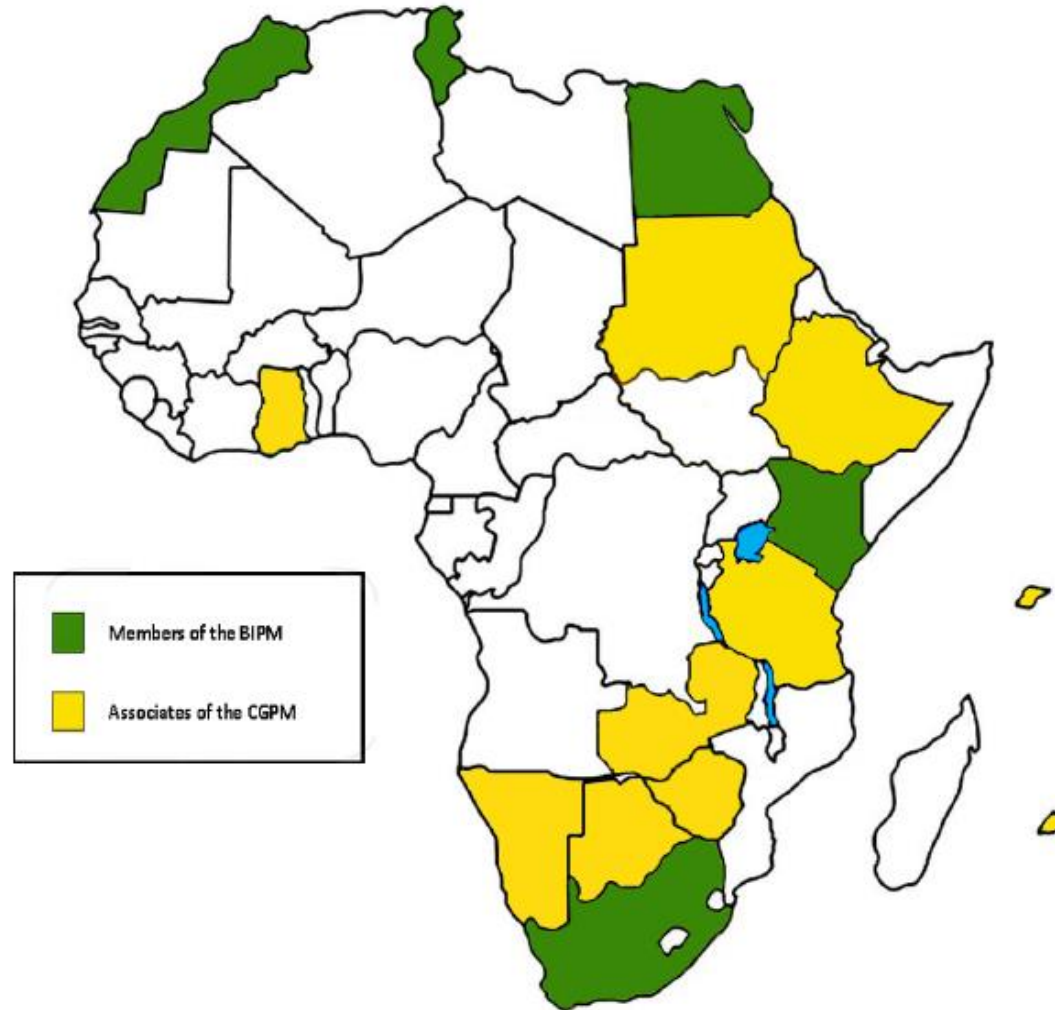 Members of the BIPM
Associates of the CGPM